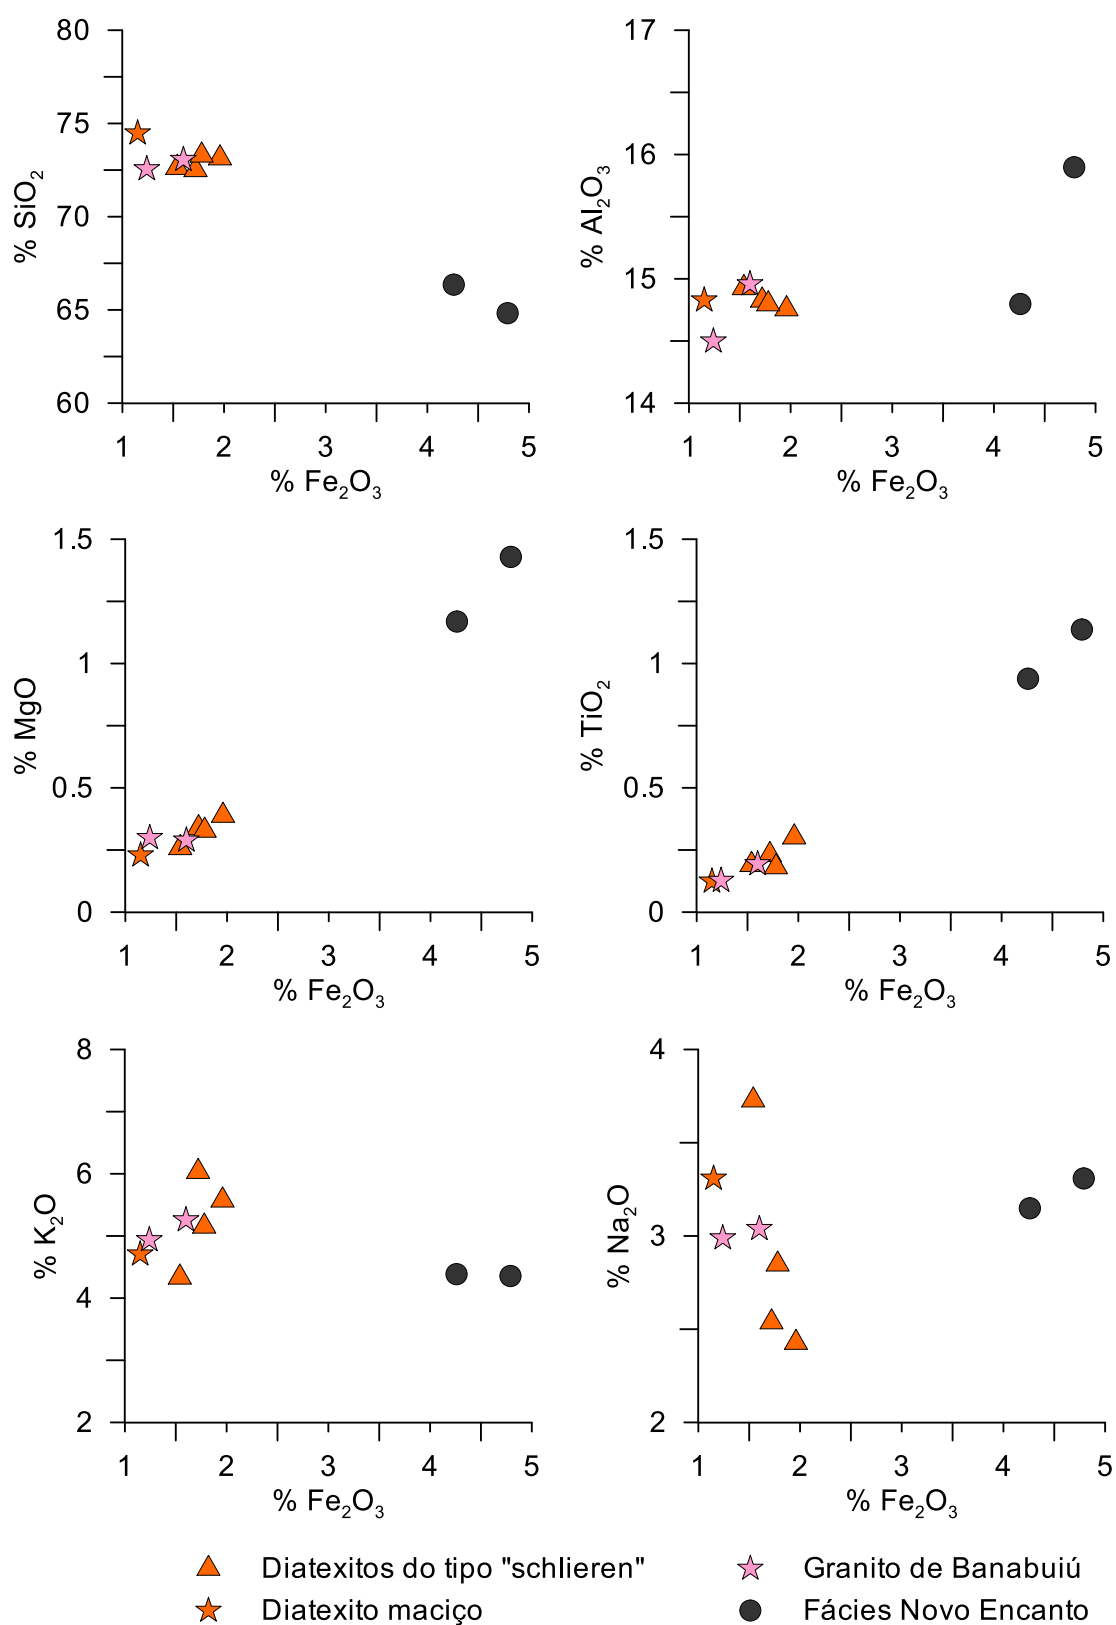 80
75
70
65
60
% SiO₂
1 2 3 4 5
% Fe₂O₃
17
16
15
14
% Al₂O₃
1 2 3 4 5
% Fe₂O₃
1.5
1
0.5
0
% MgO
1 2 3 4 5
% Fe₂O₃
1.5
1
0.5
0
% TiO₂
1 2 3 4 5
% Fe₂O₃
8
6
4
2
% K₂O
1 2 3 4 5
% Fe₂O₃
4
3
2
% Na₂O
1 2 3 4 5
% Fe₂O₃
Diatexitos do tipo "schlieren"
Diatexito maciço
Granito de Banabuiú
Fácies Novo Encanto